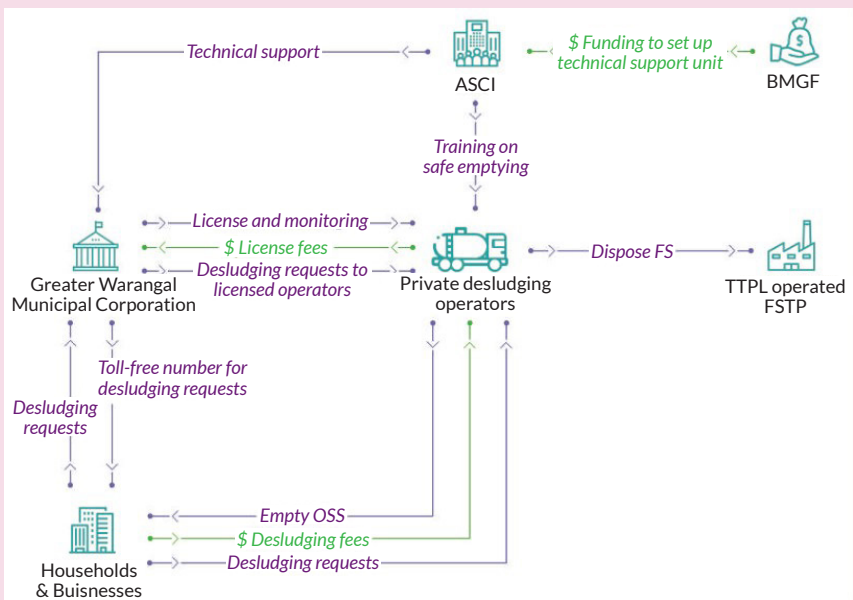 Technical support
$ Funding to set up
technical support unit
ASCI
BMGF
Training on
safe emptying
License and monitoring
$ License fees
Desludging requests to
licensed operators
Dispose FS
Greater Warangal
Municipal Corporation
Private desludging
operators
TTPL operated
FSTP
Toll-free number for
desludging requests
Desludging
requests
Empty OSS
$ Desludging fees
Desludging requests
Households
& Buisnesses